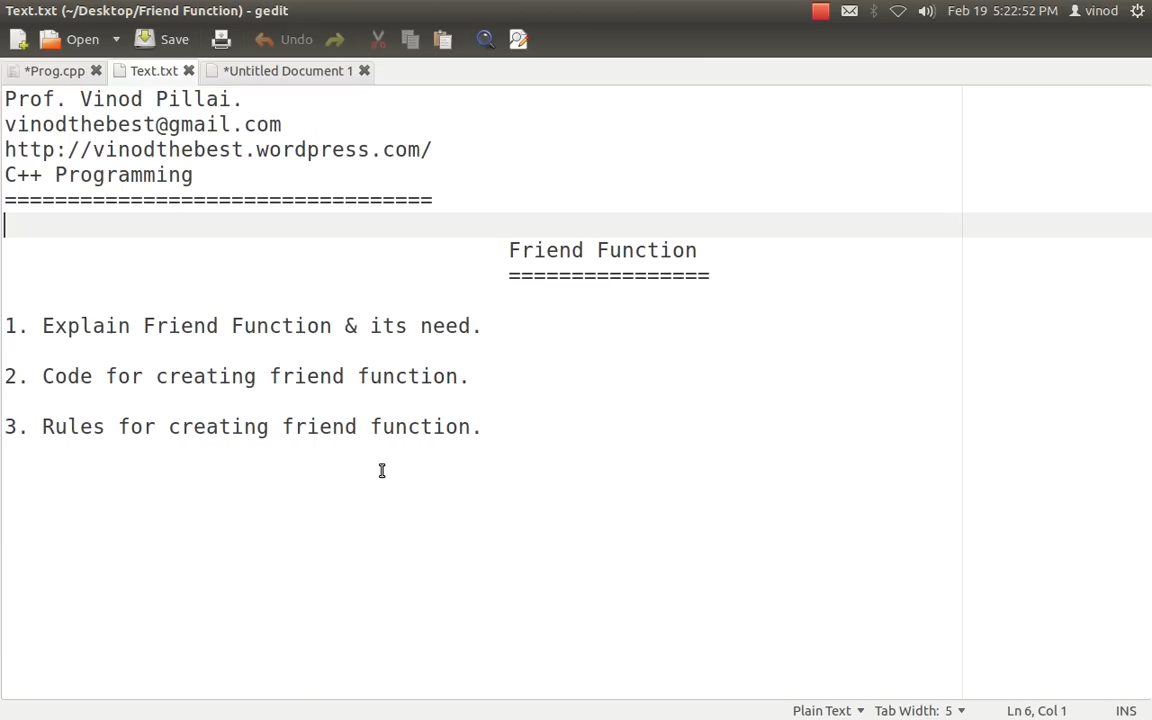 Text.txt (~/Desktop/Friend Function) - gedit
Feb 19 5:22:52 PM vinod
Open Save Undo
*Prog.cpp Text.txt *Untitled Document 1
Prof. Vinod Pillai.
vinodthebest@gmail.com
http://vinodthebest.wordpress.com/
C++ Programming
==================================
Friend Function
================
1. Explain Friend Function & its need.
2. Code for creating friend function.
3. Rules for creating friend function.
Plain Text Tab Width: 5 Ln 6, Col 1 INS